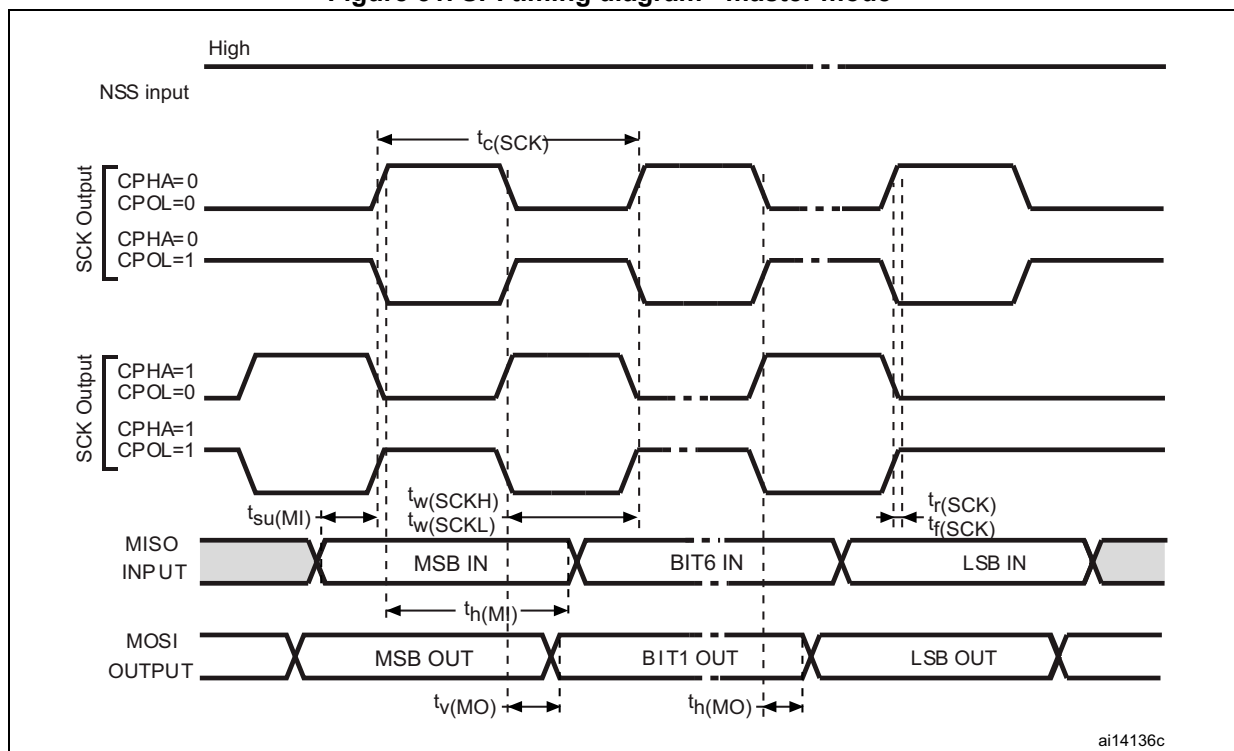 High
NSS input
tc(SCK)
SCK Output
CPHA=0
CPOL=0
CPHA=0
CPOL=1
SCK Output
CPHA=1
CPOL=0
CPHA=1
CPOL=1
tsu(MI)
tw(SCKH)
tw(SCKL)
tr(SCK)
tf(SCK)
MISO
INPUT
MSB IN
BIT6 IN
LSB IN
th(MI)
MOSI
OUTPUT
MSB OUT
BIT1 OUT
LSB OUT
tv(MO)
th(MO)
ai14136c